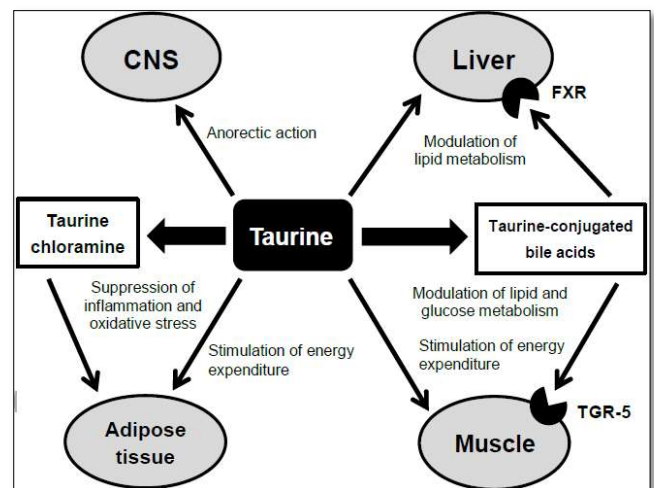 CNS
Liver
FXR
Anorectic action
Modulation of
lipid metabolism
Taurine
chloramine
Taurine
Taurine-conjugated
bile acids
Suppression of
inflammation and
oxidative stress
Modulation of lipid and
glucose metabolism
Stimulation of energy
expenditure
Stimulation of energy
expenditure
Adipose
tissue
Muscle
TGR-5